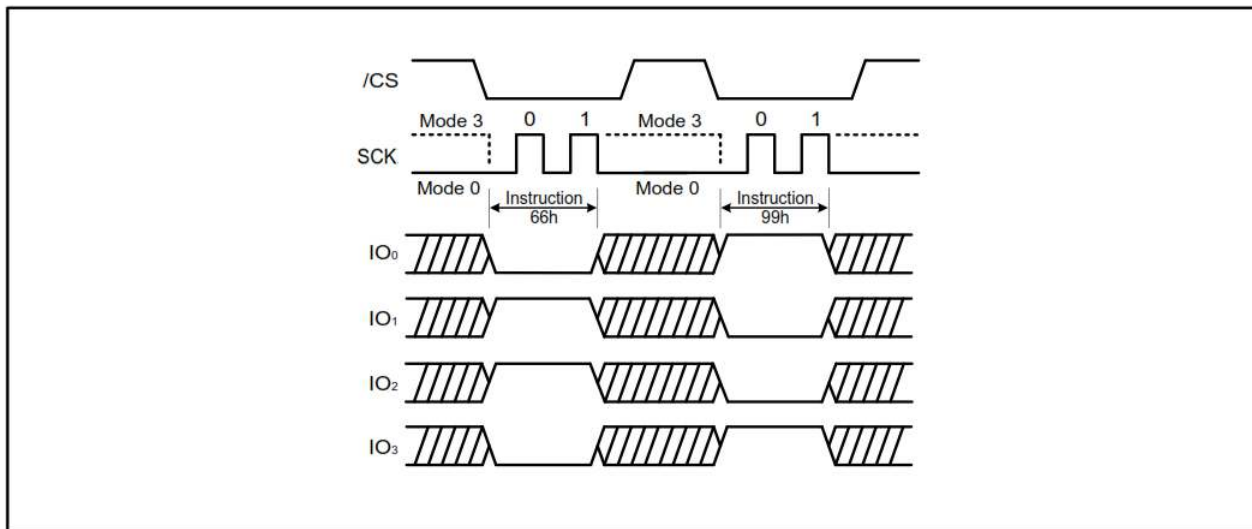 /CS
Mode 3 0 1 Mode 3 0 1
SCK
Mode 0 Instruction Mode 0 Instruction
66h 99h
IO₀
IO₁
IO₂
IO₃